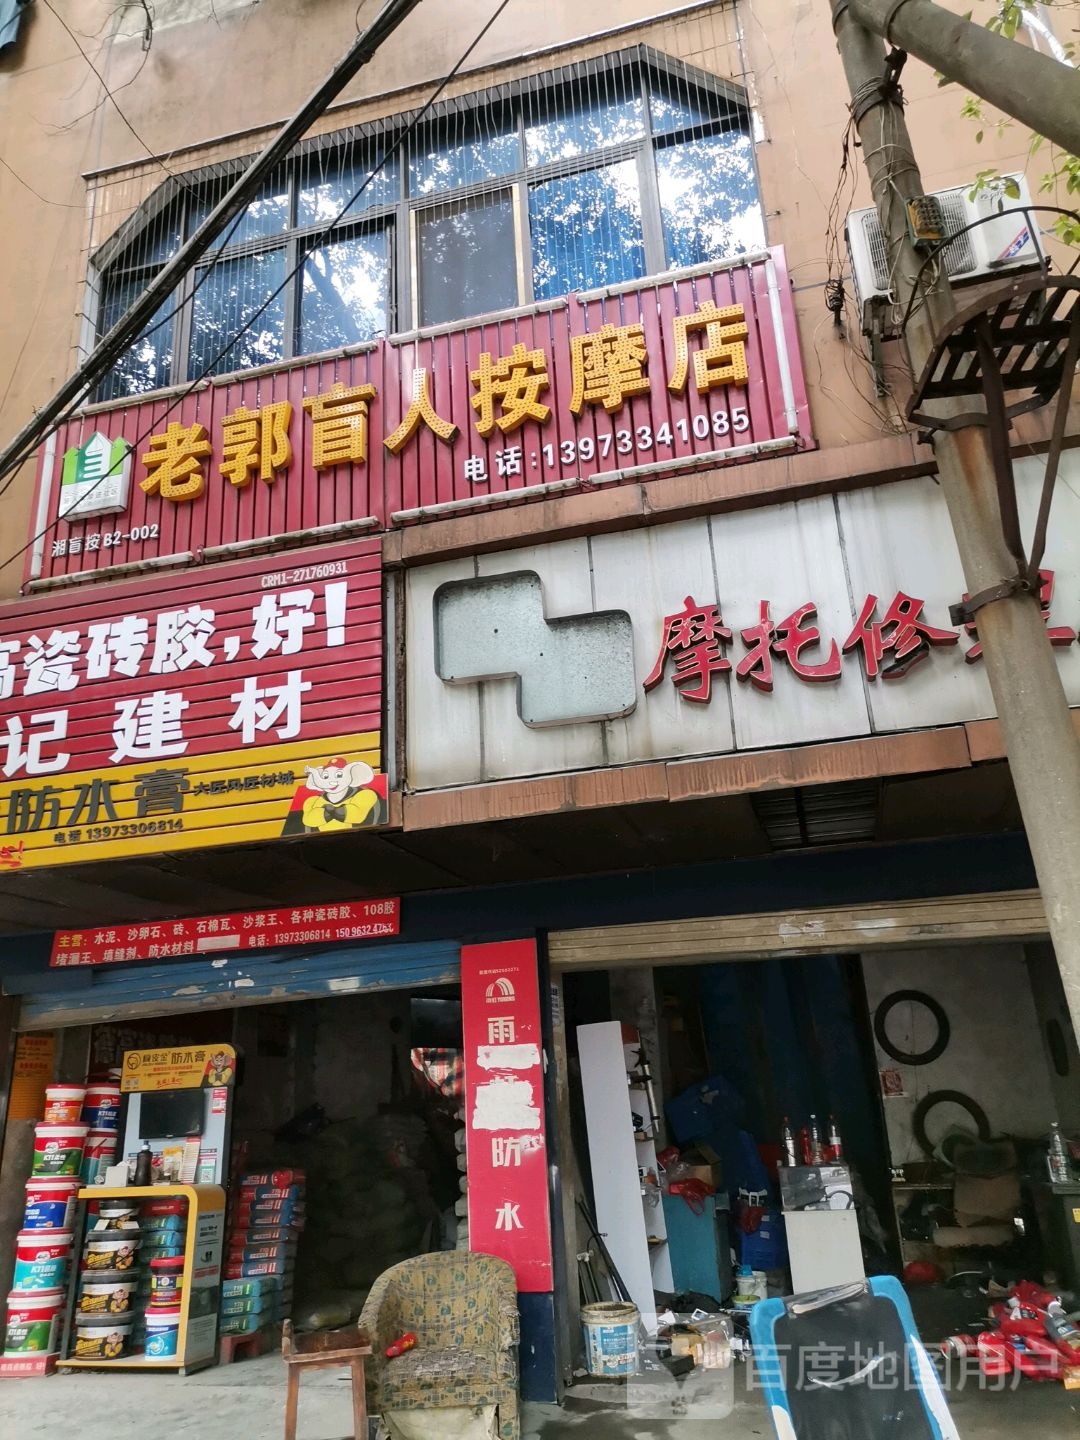 老郭盲人按摩店
电话:13973341085
湘盲按B2-002
CRM1-271760931
高瓷砖胶,好!
记建材
防水膏
大匠风匠材城
电话13973306814
摩托修理
主营:水泥、沙卵石、砖、石棉瓦、沙浆王、各种瓷砖胶、108胶
堵漏王、填缝剂、防水材料 电话:13973306814
雨
防
水
防水膏
K11
百度地图用户